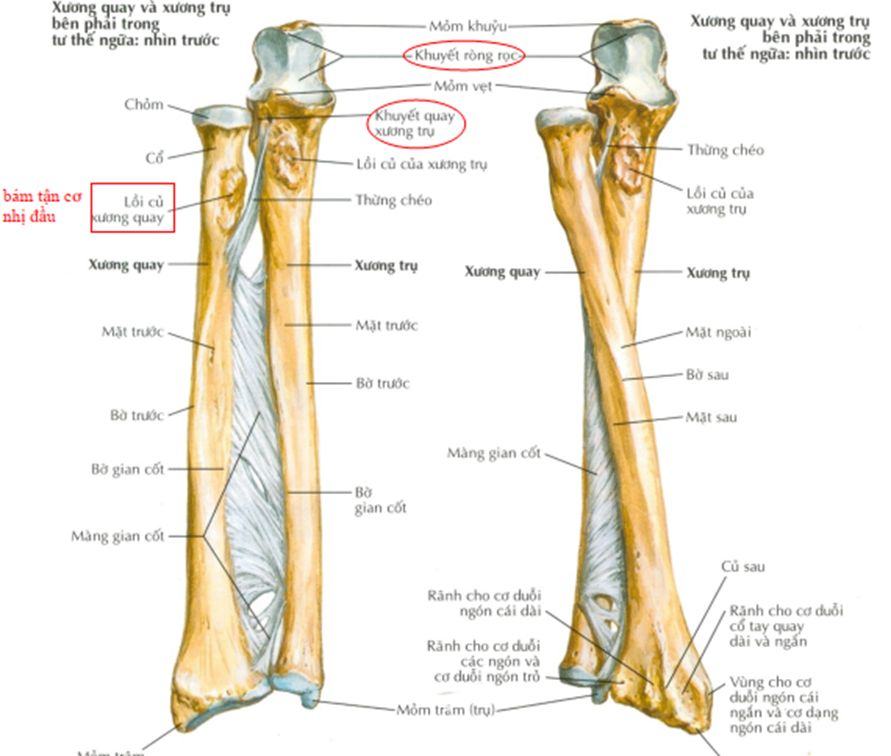 Xương quay và xương trụ
bên phải trong
tư thế ngữa: nhìn trước
Xương quay và xương trụ
bên phải trong
tư thế ngữa: nhìn trước
Mỏm khuỷu
Khuyết ròng rọc
Mỏm vẹt
Chỏm
Khuyết quay
xương trụ
Cổ
Lồi củ của xương trụ
bám tận cơ
nhị đầu
Lồi củ
xương quay
Thừng chéo
Xương quay
Xương trụ
Mặt trước
Mặt trước
Bờ trước
Bờ trước
Bờ gian cốt
Bờ
gian cốt
Màng gian cốt
Mỏm trâm (trụ)
Mỏm trâm
Thừng chéo
Lồi củ của
xương trụ
Xương quay
Xương trụ
Mặt ngoài
Bờ sau
Mặt sau
Màng gian cốt
Củ sau
Rãnh cho cơ duỗi
ngón cái dài
Rãnh cho cơ duỗi
cổ tay quay
dài và ngắn
Rãnh cho cơ duỗi
các ngón và
cơ duỗi ngón trỏ
Vùng cho cơ
duỗi ngón cái
ngắn và cơ dạng
ngón cái dài